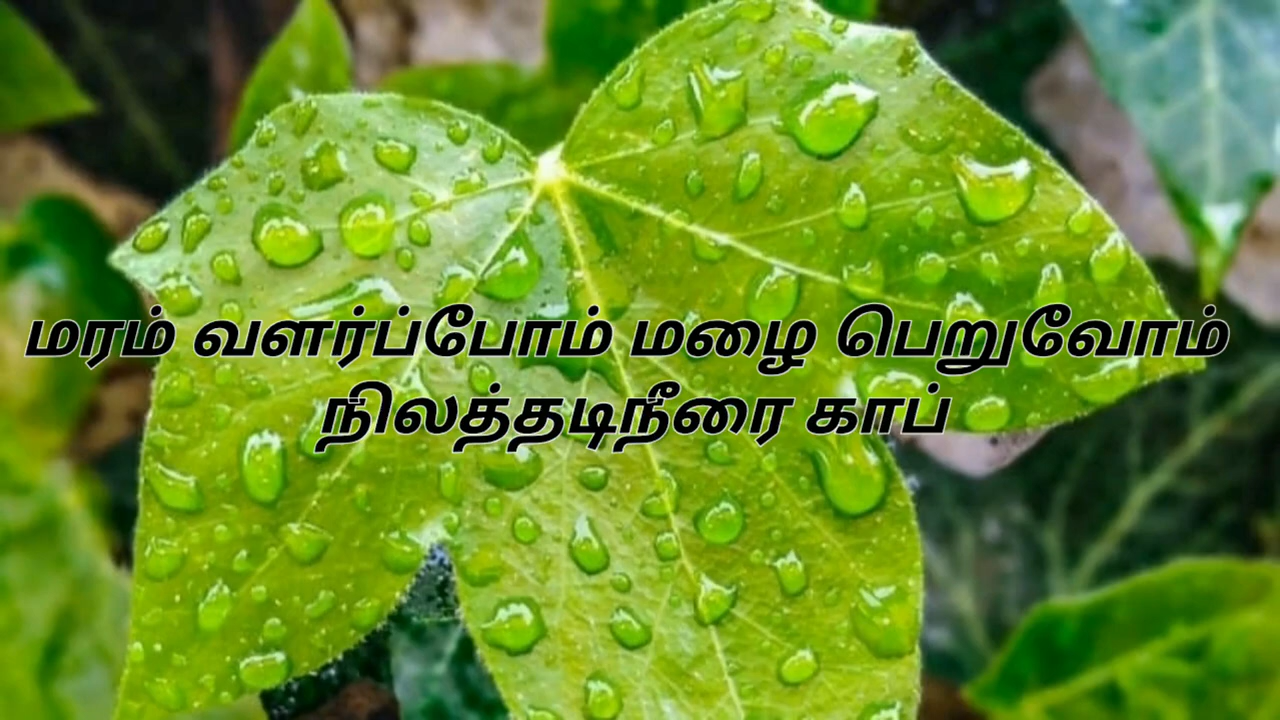 மரம் வளர்ப்போம் மழை பெறுவோம்
நிலத்தடிநீரை காப்